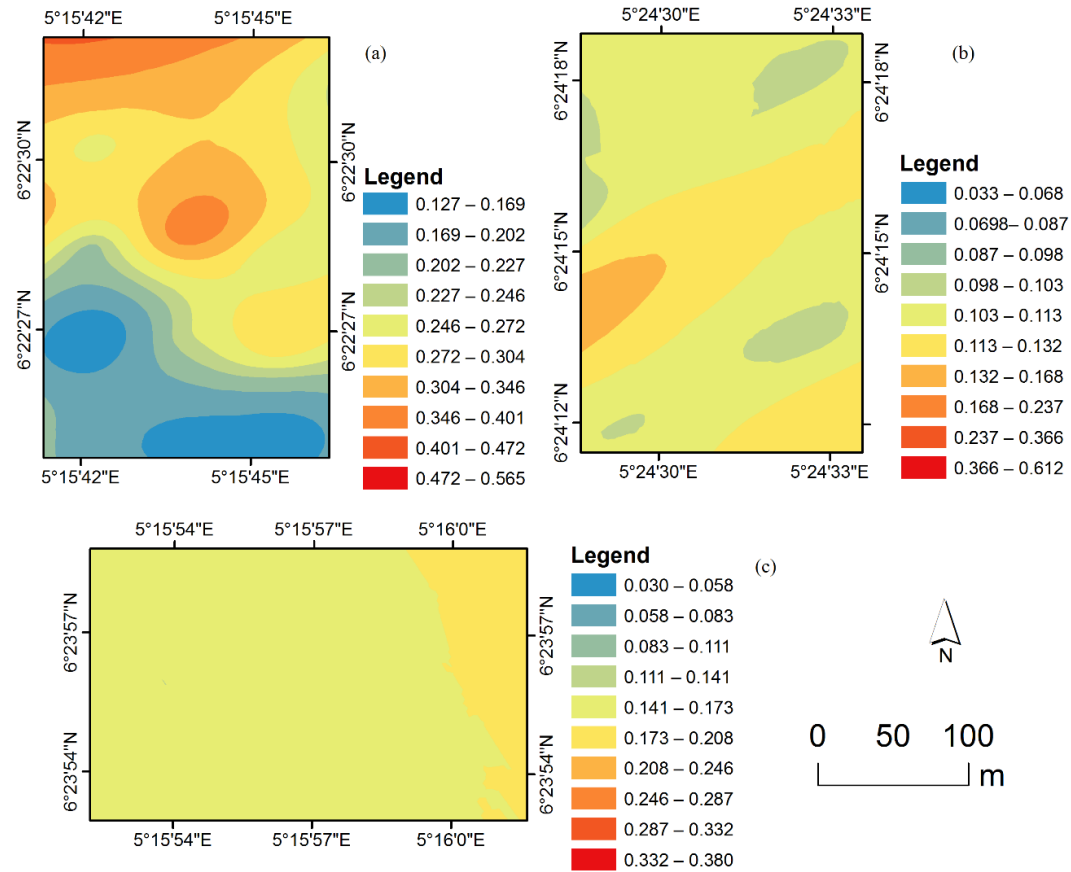 5°15'42"E 5°15'45"E
(a)
6°22'30"N
6°22'30"N
6°22'27"N
6°22'27"N
5°15'42"E 5°15'45"E
Legend
0.127 – 0.169
0.169 – 0.202
0.202 – 0.227
0.227 – 0.246
0.246 – 0.272
0.272 – 0.304
0.304 – 0.346
0.346 – 0.401
0.401 – 0.472
0.472 – 0.565
5°24'30"E 5°24'33"E
(b)
6°24'18"N
6°24'18"N
6°24'15"N
6°24'15"N
6°24'12"N
5°24'30"E 5°24'33"E
Legend
0.033 – 0.068
0.0698– 0.087
0.087 – 0.098
0.098 – 0.103
0.103 – 0.113
0.113 – 0.132
0.132 – 0.168
0.168 – 0.237
0.237 – 0.366
0.366 – 0.612
5°15'54"E 5°15'57"E 5°16'0"E
6°23'57"N
6°23'57"N
6°23'54"N
6°23'54"N
5°15'54"E 5°15'57"E 5°16'0"E
Legend
(c)
0.030 – 0.058
0.058 – 0.083
0.083 – 0.111
0.111 – 0.141
0.141 – 0.173
0.173 – 0.208
0.208 – 0.246
0.246 – 0.287
0.287 – 0.332
0.332 – 0.380
N
0 50 100
m